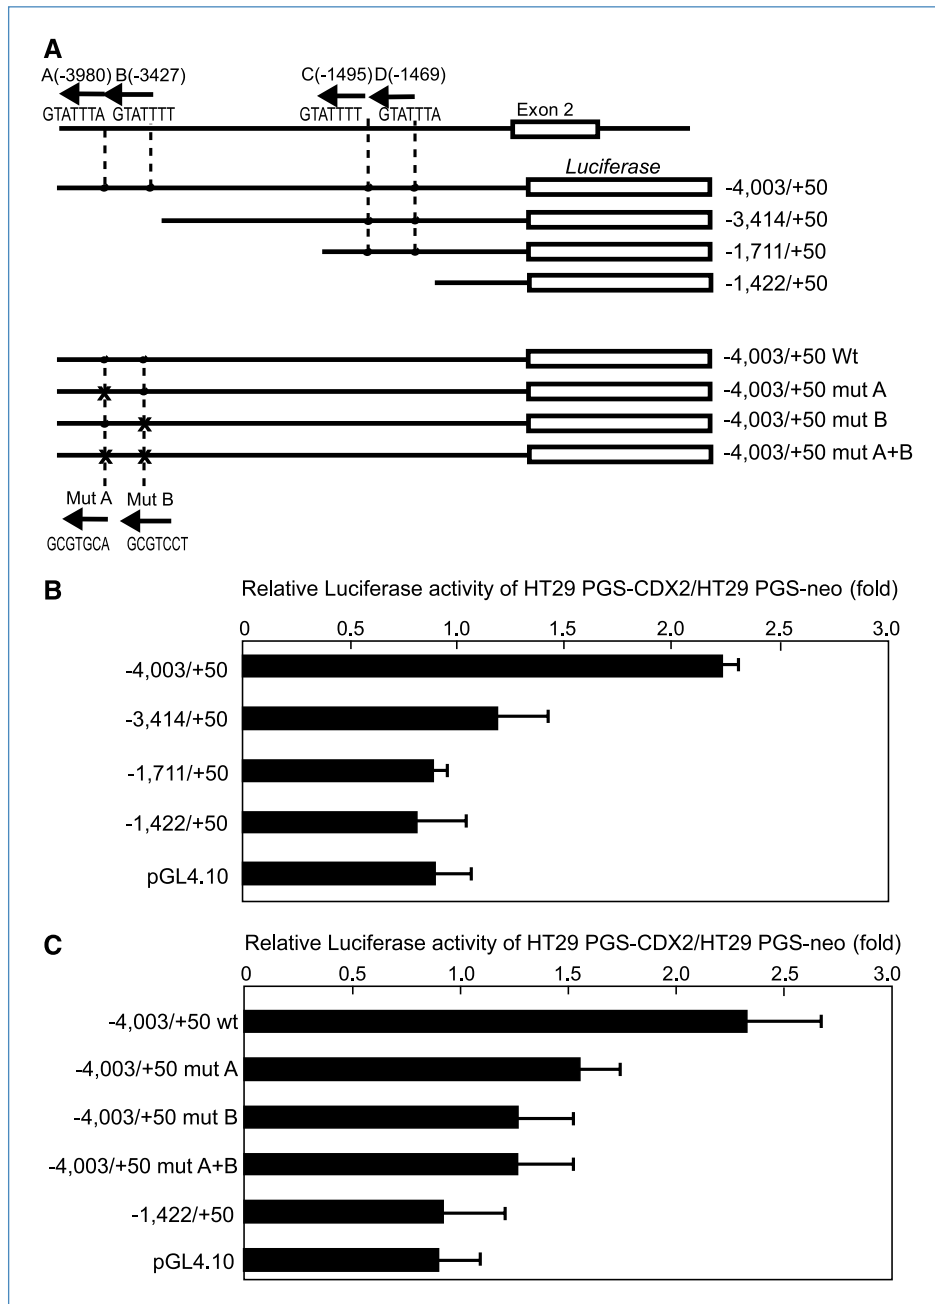 A
A(-3980) B(-3427) C(-1495) D(-1469)
GTATTTA GTATTTT GTATTTT GTATTTA
Exon 2
Luciferase
-4,003/+50
-3,414/+50
-1,711/+50
-1,422/+50
-4,003/+50 Wt
X -4,003/+50 mut A
X -4,003/+50 mut B
X X -4,003/+50 mut A+B
Mut A Mut B
GCGTGCA GCGTCCT
B Relative Luciferase activity of HT29 PGS-CDX2/HT29 PGS-neo (fold)
0 0.5 1.0 1.5 2.0 2.5 3.0
-4,003/+50
-3,414/+50
-1,711/+50
-1,422/+50
pGL4.10
C Relative Luciferase activity of HT29 PGS-CDX2/HT29 PGS-neo (fold)
0 0.5 1.0 1.5 2.0 2.5 3.0
-4,003/+50 wt
-4,003/+50 mut A
-4,003/+50 mut B
-4,003/+50 mut A+B
-1,422/+50
pGL4.10